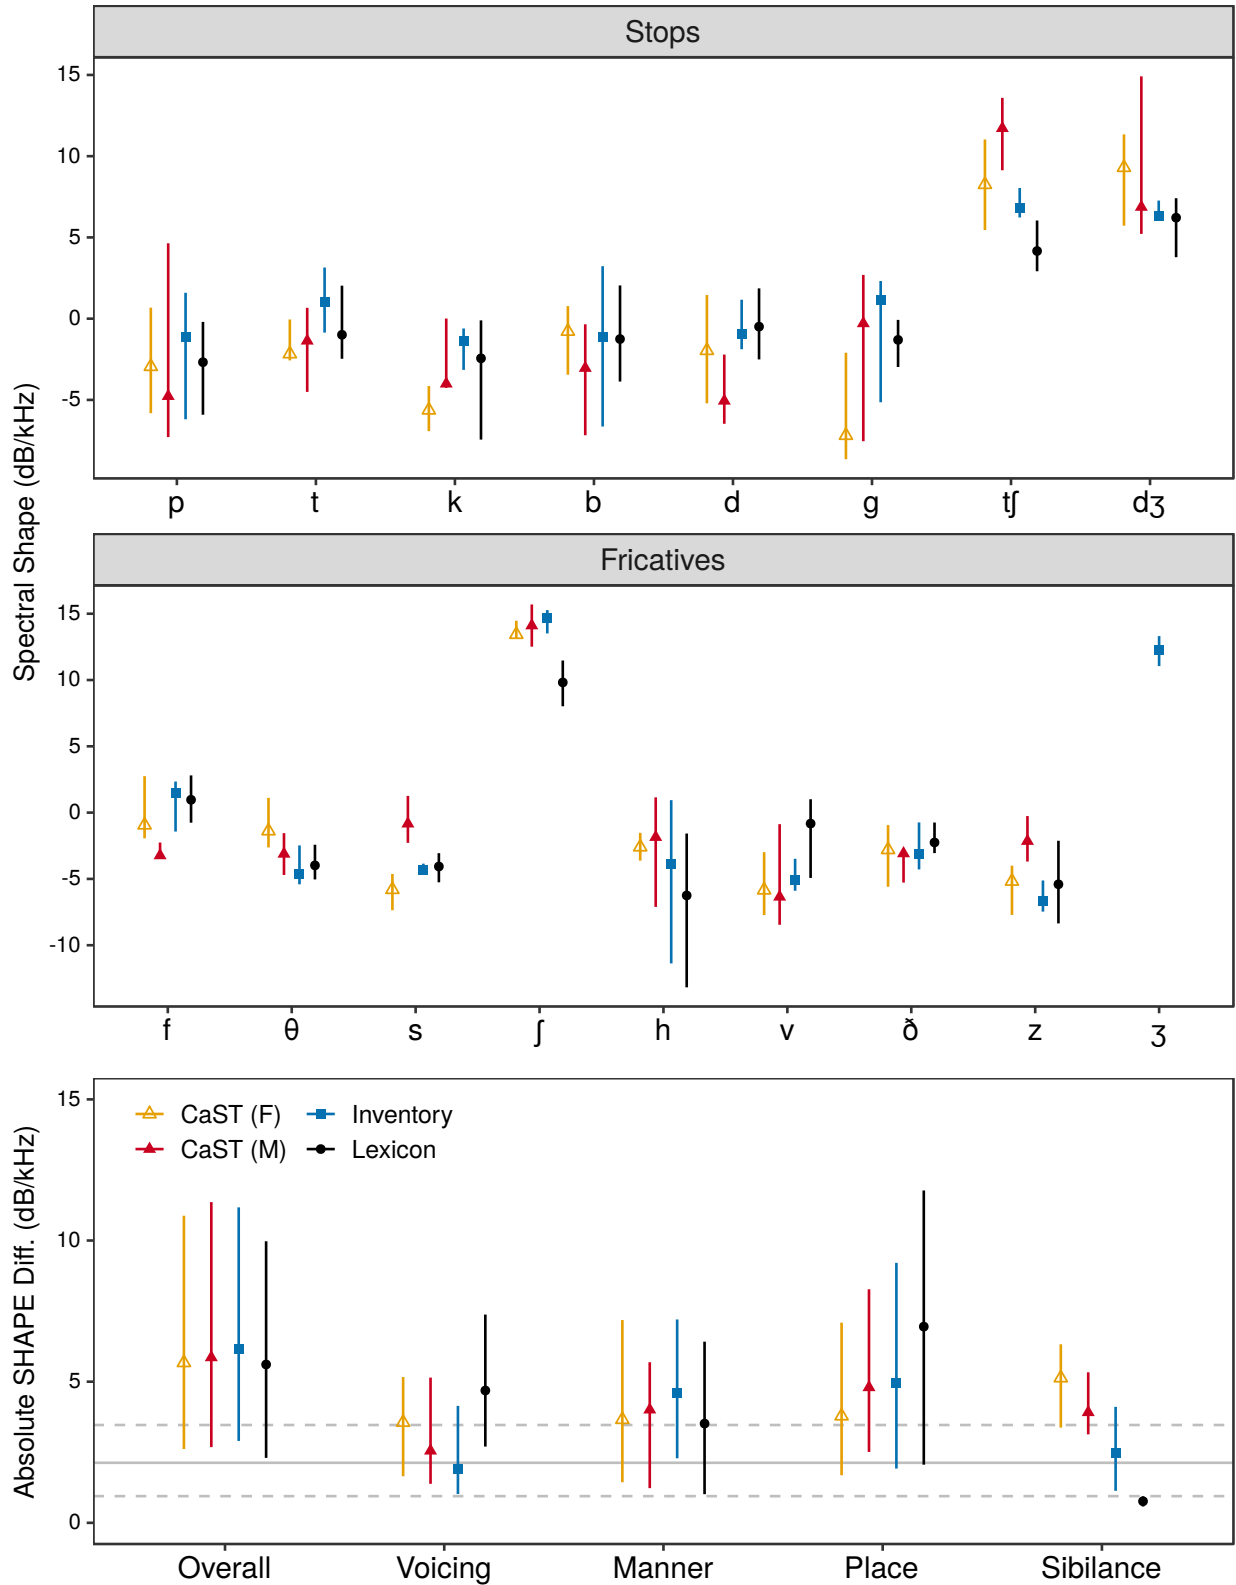 Stops
Spectral Shape (dB/kHz)
15
10
5
0
-5
p t k b d g tʃ dʒ
Fricatives
15
10
5
0
-5
-10
f θ s ʃ h v ð z ʒ
Absolute SHAPE Diff. (dB/kHz)
15
10
5
0
CaST (F) Inventory
CaST (M) Lexicon
Overall Voicing Manner Place Sibilance